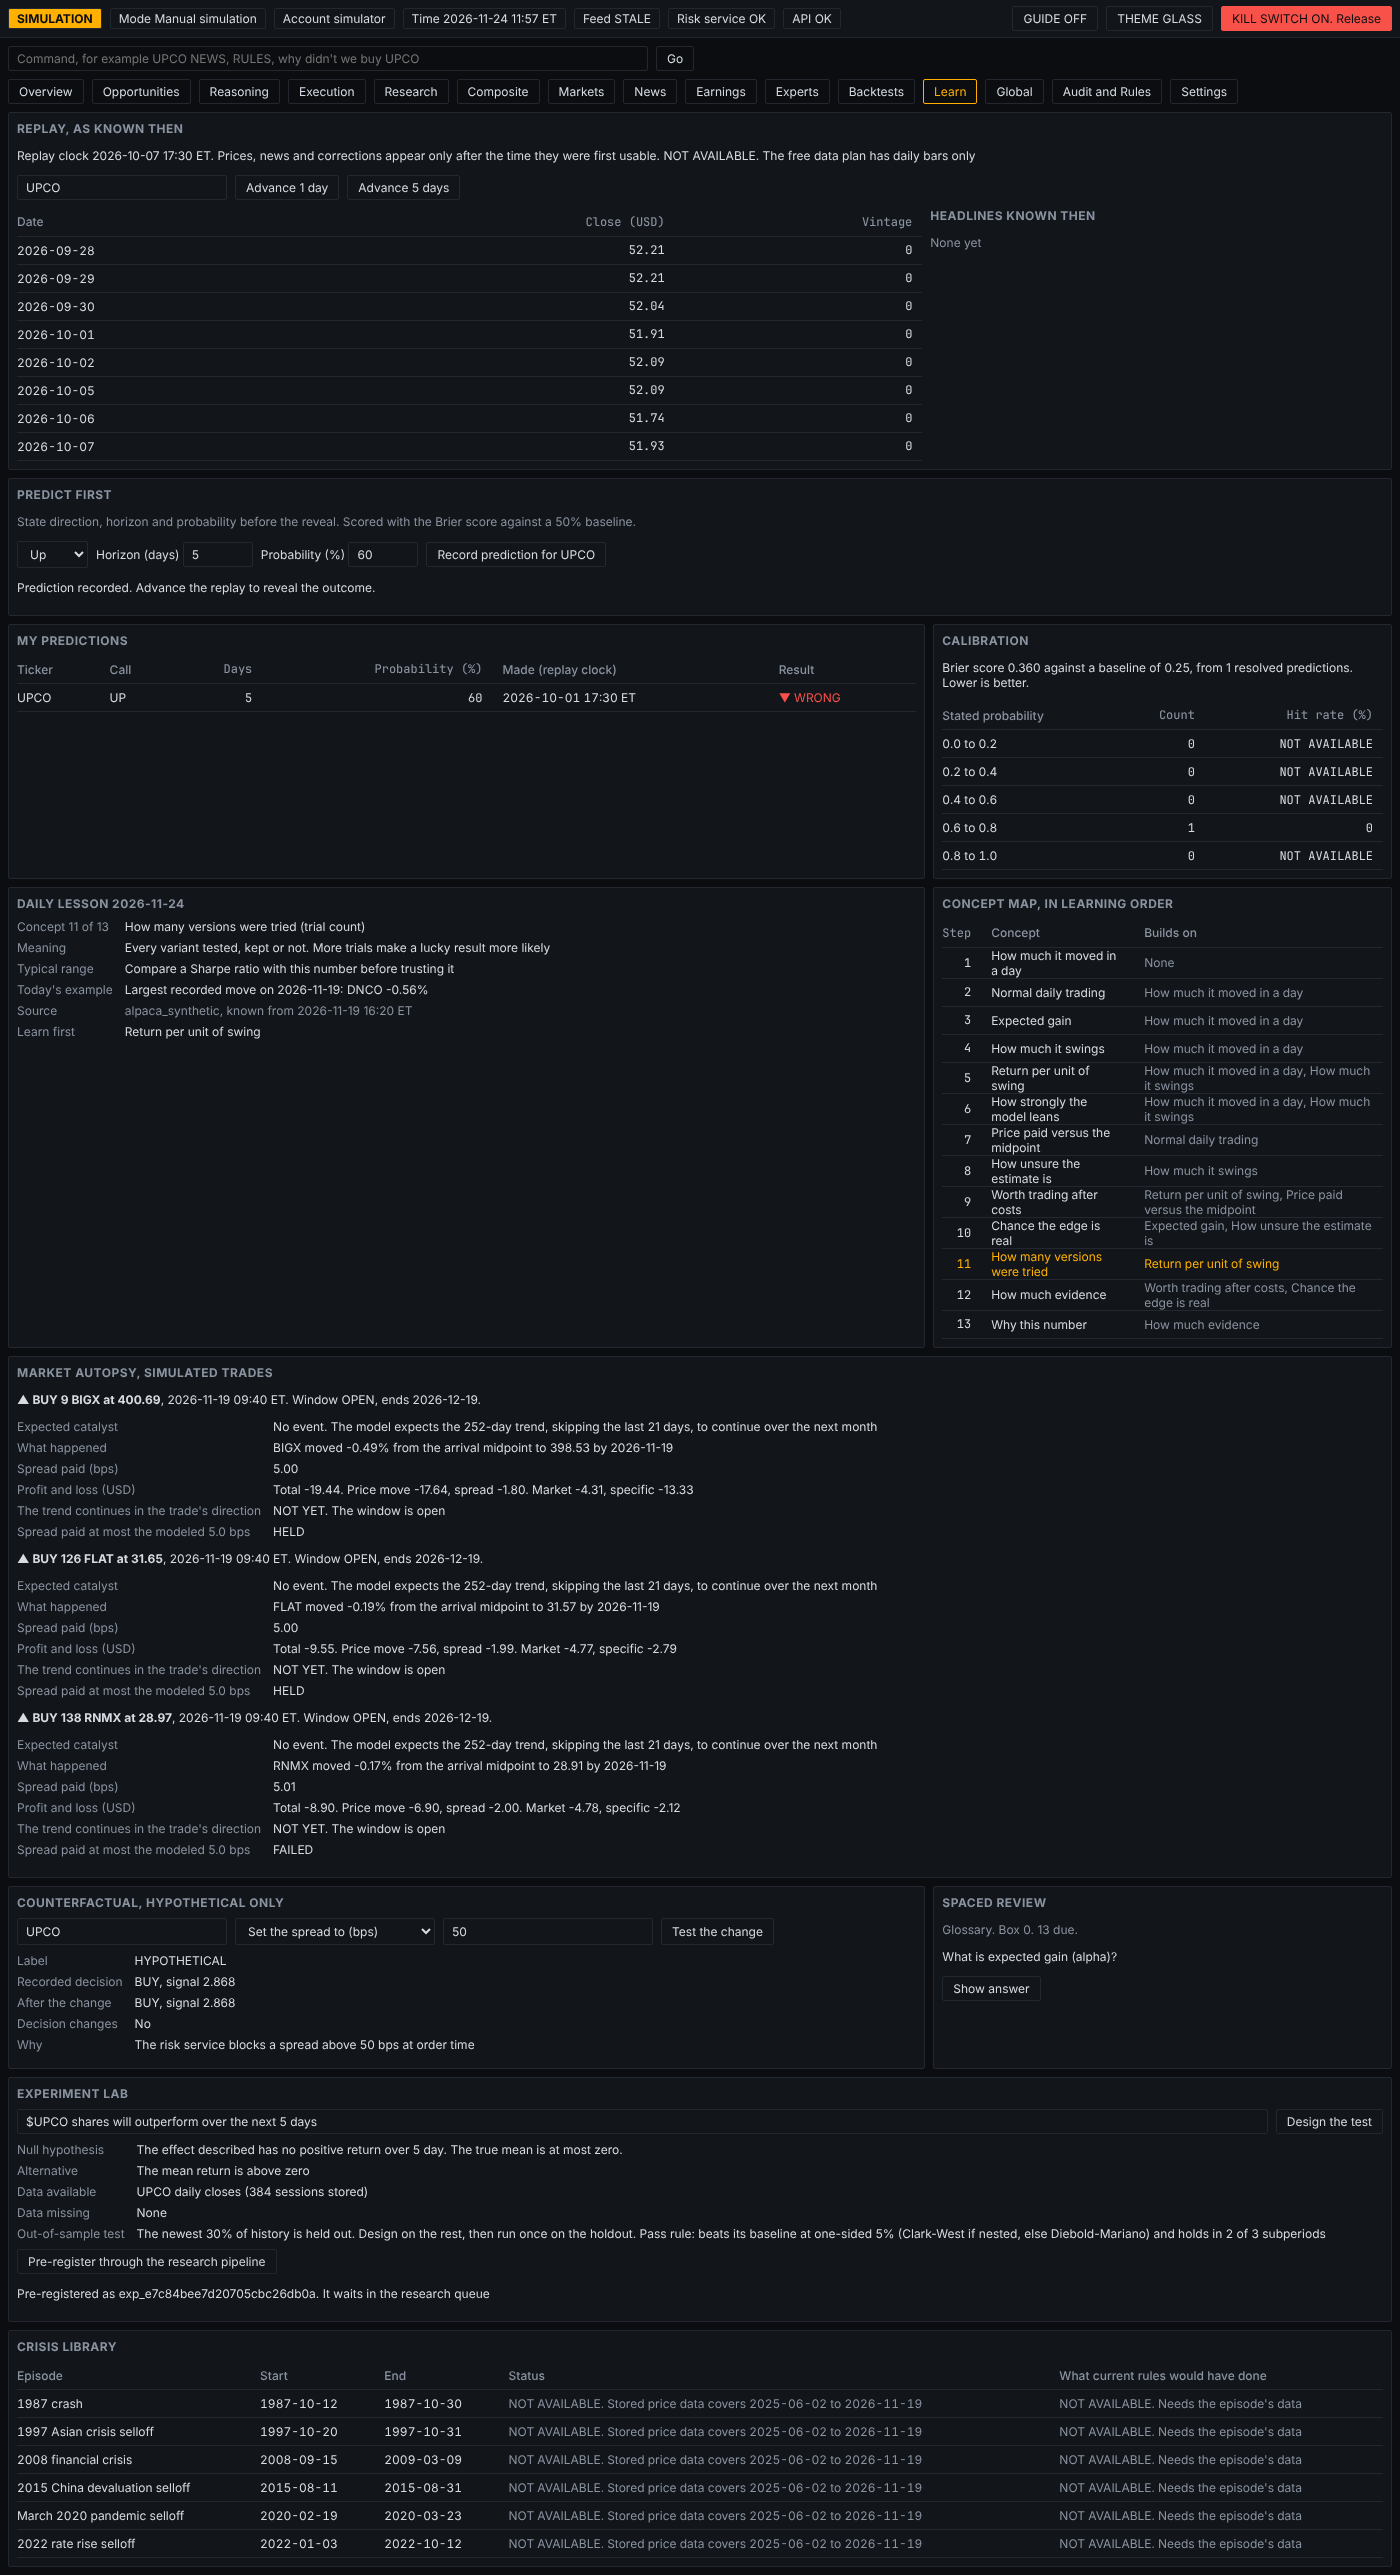 SIMULATION Mode Manual simulation Account simulator Time 2026-11-24 11:57 ET Feed STALE Risk service OK API OK GUIDE OFF THEME GLASS KILL SWITCH ON. Release
Command, for example UPCO NEWS, RULES, why didn't we buy UPCO Go
Overview Opportunities Reasoning Execution Research Composite Markets News Earnings Experts Backtests Learn Global Audit and Rules Settings
REPLAY, AS KNOWN THEN
Replay clock 2026-10-07 17:30 ET. Prices, news and corrections appear only after the time they were first usable. NOT AVAILABLE. The free data plan has daily bars only
UPCO Advance 1 day Advance 5 days
Date Close (USD) Vintage
2026-09-28 52.21 0
2026-09-29 52.21 0
2026-09-30 52.04 0
2026-10-01 51.91 0
2026-10-02 52.09 0
2026-10-05 52.09 0
2026-10-06 51.74 0
2026-10-07 51.93 0
HEADLINES KNOWN THEN
None yet
PREDICT FIRST
State direction, horizon and probability before the reveal. Scored with the Brier score against a 50% baseline.
Up Horizon (days) 5 Probability (%) 60 Record prediction for UPCO
Prediction recorded. Advance the replay to reveal the outcome.
MY PREDICTIONS
Ticker Call Days Probability (%) Made (replay clock) Result
UPCO UP 5 60 2026-10-01 17:30 ET ▼ WRONG
CALIBRATION
Brier score 0.360 against a baseline of 0.25, from 1 resolved predictions.
Lower is better.
Stated probability Count Hit rate (%)
0.0 to 0.2 0 NOT AVAILABLE
0.2 to 0.4 0 NOT AVAILABLE
0.4 to 0.6 0 NOT AVAILABLE
0.6 to 0.8 1 0
0.8 to 1.0 0 NOT AVAILABLE
DAILY LESSON 2026-11-24
Concept 11 of 13 How many versions were tried (trial count)
Meaning Every variant tested, kept or not. More trials make a lucky result more likely
Typical range Compare a Sharpe ratio with this number before trusting it
Today's example Largest recorded move on 2026-11-19: DNCO -0.56%
Source alpaca_synthetic, known from 2026-11-19 16:20 ET
Learn first Return per unit of swing
CONCEPT MAP, IN LEARNING ORDER
Step Concept Builds on
1 How much it moved in a day None
2 Normal daily trading How much it moved in a day
3 Expected gain How much it moved in a day
4 How much it swings How much it moved in a day
5 Return per unit of swing How much it moved in a day, How much it swings
6 How strongly the model leans How much it moved in a day, How much it swings
7 Price paid versus the midpoint Normal daily trading
8 How unsure the estimate is How much it swings
9 Worth trading after costs Return per unit of swing, Price paid versus the midpoint
10 Chance the edge is real Expected gain, How unsure the estimate is
11 How many versions were tried Return per unit of swing
12 How much evidence Worth trading after costs, Chance the edge is real
13 Why this number How much evidence
MARKET AUTOPSY, SIMULATED TRADES
▲ BUY 9 BIGX at 400.69, 2026-11-19 09:40 ET. Window OPEN, ends 2026-12-19.
Expected catalyst No event. The model expects the 252-day trend, skipping the last 21 days, to continue over the next month
What happened BIGX moved -0.49% from the arrival midpoint to 398.53 by 2026-11-19
Spread paid (bps) 5.00
Profit and loss (USD) Total -19.44. Price move -17.64, spread -1.80. Market -4.31, specific -13.33
The trend continues in the trade's direction NOT YET. The window is open
Spread paid at most the modeled 5.0 bps HELD
▲ BUY 126 FLAT at 31.65, 2026-11-19 09:40 ET. Window OPEN, ends 2026-12-19.
Expected catalyst No event. The model expects the 252-day trend, skipping the last 21 days, to continue over the next month
What happened FLAT moved -0.19% from the arrival midpoint to 31.57 by 2026-11-19
Spread paid (bps) 5.00
Profit and loss (USD) Total -9.55. Price move -7.56, spread -1.99. Market -4.77, specific -2.79
The trend continues in the trade's direction NOT YET. The window is open
Spread paid at most the modeled 5.0 bps HELD
▲ BUY 138 RNMX at 28.97, 2026-11-19 09:40 ET. Window OPEN, ends 2026-12-19.
Expected catalyst No event. The model expects the 252-day trend, skipping the last 21 days, to continue over the next month
What happened RNMX moved -0.17% from the arrival midpoint to 28.91 by 2026-11-19
Spread paid (bps) 5.01
Profit and loss (USD) Total -8.90. Price move -6.90, spread -2.00. Market -4.78, specific -2.12
The trend continues in the trade's direction NOT YET. The window is open
Spread paid at most the modeled 5.0 bps FAILED
COUNTERFACTUAL, HYPOTHETICAL ONLY
UPCO Set the spread to (bps) 50 Test the change
Label HYPOTHETICAL
Recorded decision BUY, signal 2.868
After the change BUY, signal 2.868
Decision changes No
Why The risk service blocks a spread above 50 bps at order time
SPACED REVIEW
Glossary. Box 0. 13 due.
What is expected gain (alpha)?
Show answer
EXPERIMENT LAB
$UPCO shares will outperform over the next 5 days Design the test
Null hypothesis The effect described has no positive return over 5 day. The true mean is at most zero.
Alternative The mean return is above zero
Data available UPCO daily closes (384 sessions stored)
Data missing None
Out-of-sample test The newest 30% of history is held out. Design on the rest, then run once on the holdout. Pass rule: beats its baseline at one-sided 5% (Clark-West if nested, else Diebold-Mariano) and holds in 2 of 3 subperiods
Pre-register through the research pipeline
Pre-registered as exp_e7c84bee7d20705cbc26db0a. It waits in the research queue
CRISIS LIBRARY
Episode Start End Status What current rules would have done
1987 crash 1987-10-12 1987-10-30 NOT AVAILABLE. Stored price data covers 2025-06-02 to 2026-11-19 NOT AVAILABLE. Needs the episode's data
1997 Asian crisis selloff 1997-10-20 1997-10-31 NOT AVAILABLE. Stored price data covers 2025-06-02 to 2026-11-19 NOT AVAILABLE. Needs the episode's data
2008 financial crisis 2008-09-15 2009-03-09 NOT AVAILABLE. Stored price data covers 2025-06-02 to 2026-11-19 NOT AVAILABLE. Needs the episode's data
2015 China devaluation selloff 2015-08-11 2015-08-31 NOT AVAILABLE. Stored price data covers 2025-06-02 to 2026-11-19 NOT AVAILABLE. Needs the episode's data
March 2020 pandemic selloff 2020-02-19 2020-03-23 NOT AVAILABLE. Stored price data covers 2025-06-02 to 2026-11-19 NOT AVAILABLE. Needs the episode's data
2022 rate rise selloff 2022-01-03 2022-10-12 NOT AVAILABLE. Stored price data covers 2025-06-02 to 2026-11-19 NOT AVAILABLE. Needs the episode's data